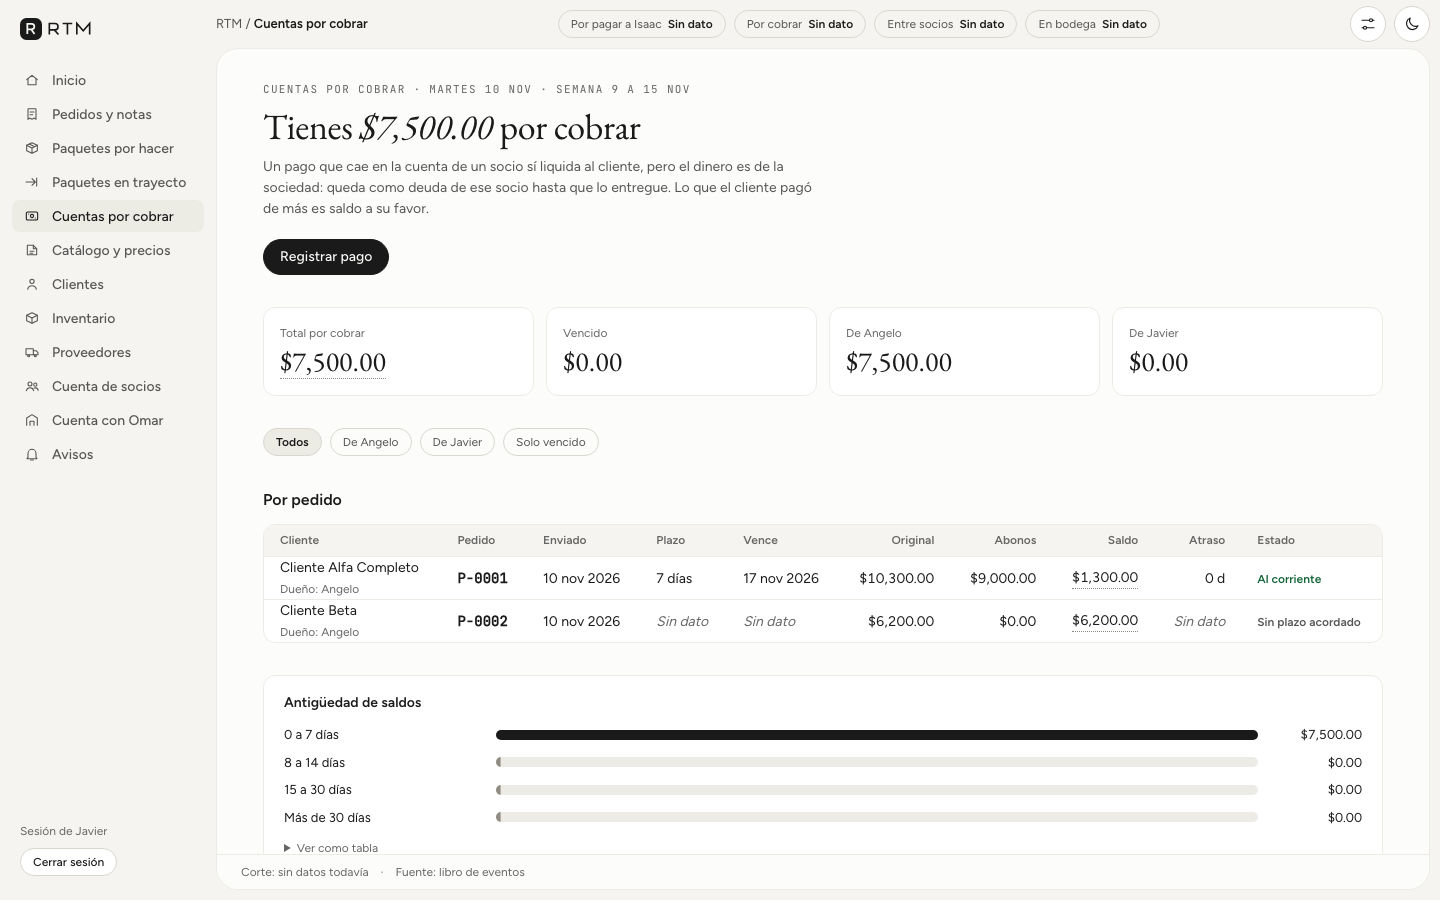 R RTM
RTM / Cuentas por cobrar
Por pagar a Isaac Sin dato
Por cobrar Sin dato
Entre socios Sin dato
En bodega Sin dato
Inicio
Pedidos y notas
Paquetes por hacer
Paquetes en trayecto
Cuentas por cobrar
Catálogo y precios
Clientes
Inventario
Proveedores
Cuenta de socios
Cuenta con Omar
Avisos
Sesión de Javier
Cerrar sesión
CUENTAS POR COBRAR · MARTES 10 NOV · SEMANA 9 A 15 NOV
Tienes $7,500.00 por cobrar
Un pago que cae en la cuenta de un socio sí liquida al cliente, pero el dinero es de la
sociedad: queda como deuda de ese socio hasta que lo entregue. Lo que el cliente pagó
de más es saldo a su favor.
Registrar pago
Total por cobrar
$7,500.00
Vencido
$0.00
De Angelo
$7,500.00
De Javier
$0.00
Todos De Angelo De Javier Solo vencido
Por pedido
Cliente Pedido Enviado Plazo Vence Original Abonos Saldo Atraso Estado
Cliente Alfa Completo P-0001 10 nov 2026 7 días 17 nov 2026 $10,300.00 $9,000.00 $1,300.00 0 d Al corriente
Dueño: Angelo
Cliente Beta P-0002 10 nov 2026 Sin dato Sin dato $6,200.00 $0.00 $6,200.00 Sin dato Sin plazo acordado
Dueño: Angelo
Antigüedad de saldos
0 a 7 días $7,500.00
8 a 14 días $0.00
15 a 30 días $0.00
Más de 30 días $0.00
Ver como tabla
Corte: sin datos todavía · Fuente: libro de eventos